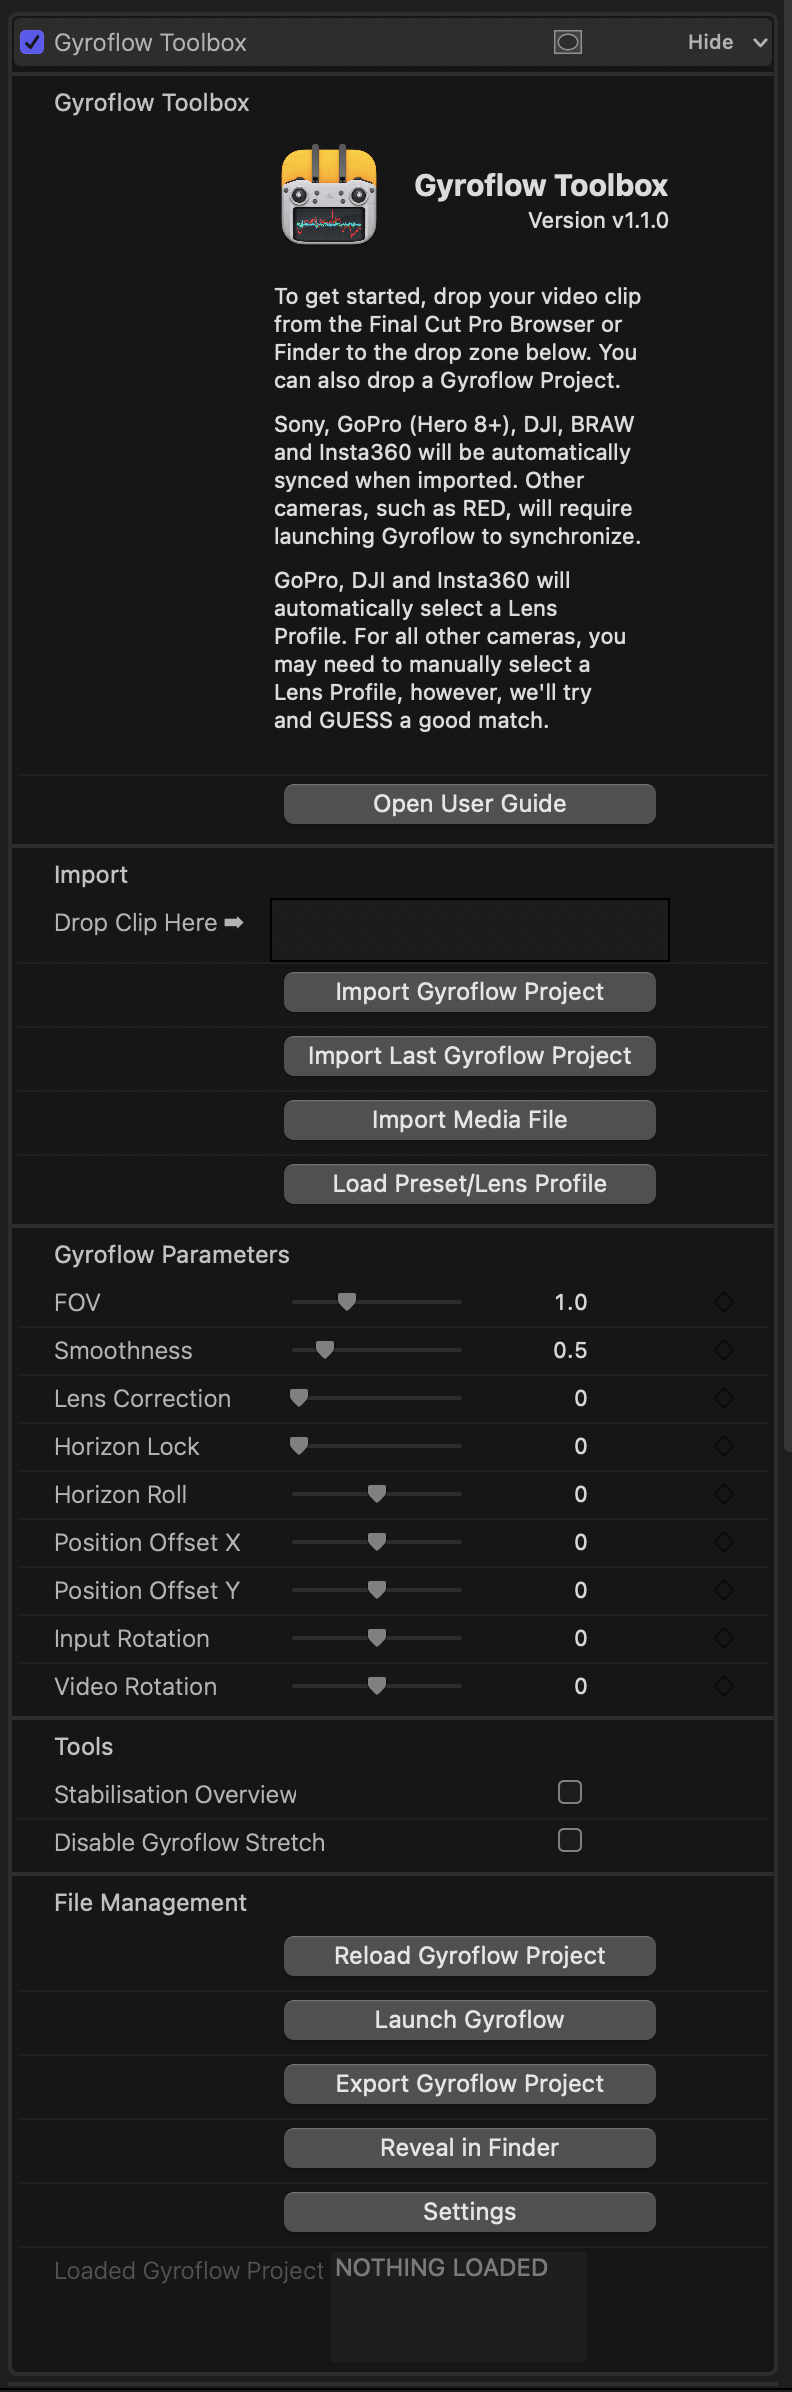 Gyroflow Toolbox
Hide
Gyroflow Toolbox
Gyroflow Toolbox
Version v1.1.0
To get started, drop your video clip
from the Final Cut Pro Browser or
Finder to the drop zone below. You
can also drop a Gyroflow Project.
Sony, GoPro (Hero 8+), DJI, BRAW
and Insta360 will be automatically
synced when imported. Other
cameras, such as RED, will require
launching Gyroflow to synchronize.
GoPro, DJI and Insta360 will
automatically select a Lens
Profile. For all other cameras, you
may need to manually select a
Lens Profile, however, we'll try
and GUESS a good match.
Open User Guide
Import
Drop Clip Here ➡
Import Gyroflow Project
Import Last Gyroflow Project
Import Media File
Load Preset/Lens Profile
Gyroflow Parameters
FOV 1.0
Smoothness 0.5
Lens Correction 0
Horizon Lock 0
Horizon Roll 0
Position Offset X 0
Position Offset Y 0
Input Rotation 0
Video Rotation 0
Tools
Stabilisation Overview
Disable Gyroflow Stretch
File Management
Reload Gyroflow Project
Launch Gyroflow
Export Gyroflow Project
Reveal in Finder
Settings
Loaded Gyroflow Project NOTHING LOADED